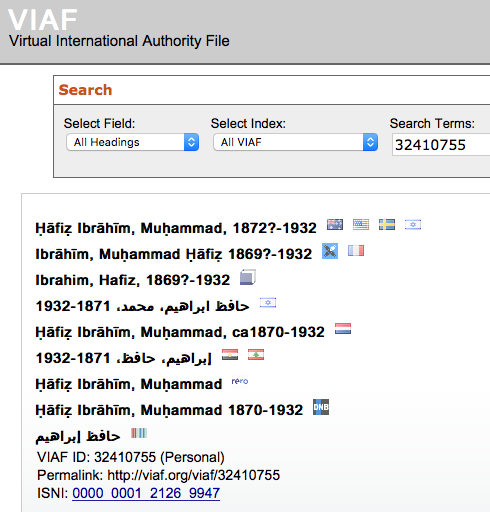 VIAF
Virtual International Authority File
Search
Select Field: Select Index: Search Terms:
All Headings All VIAF 32410755
Ḥāfiẓ Ibrāhīm, Muḥammad, 1872?-1932
Ibrāhīm, Muḥammad Ḥāfiẓ 1869?-1932
Ibrahim, Hafiz, 1869?-1932
حافظ ابراهيم، محمد، 1871-1932
Ḥāfiẓ Ibrāhīm, Muḥammad, ca1870-1932
إبراهيم، حافظ، 1871-1932
Ḥāfiẓ Ibrāhīm, Muḥammad rero
Ḥāfiẓ Ibrāhīm, Muḥammad 1870-1932 DNB
حافظ إبراهيم
VIAF ID: 32410755 (Personal)
Permalink: http://viaf.org/viaf/32410755
ISNI: 0000 0001 2126 9947